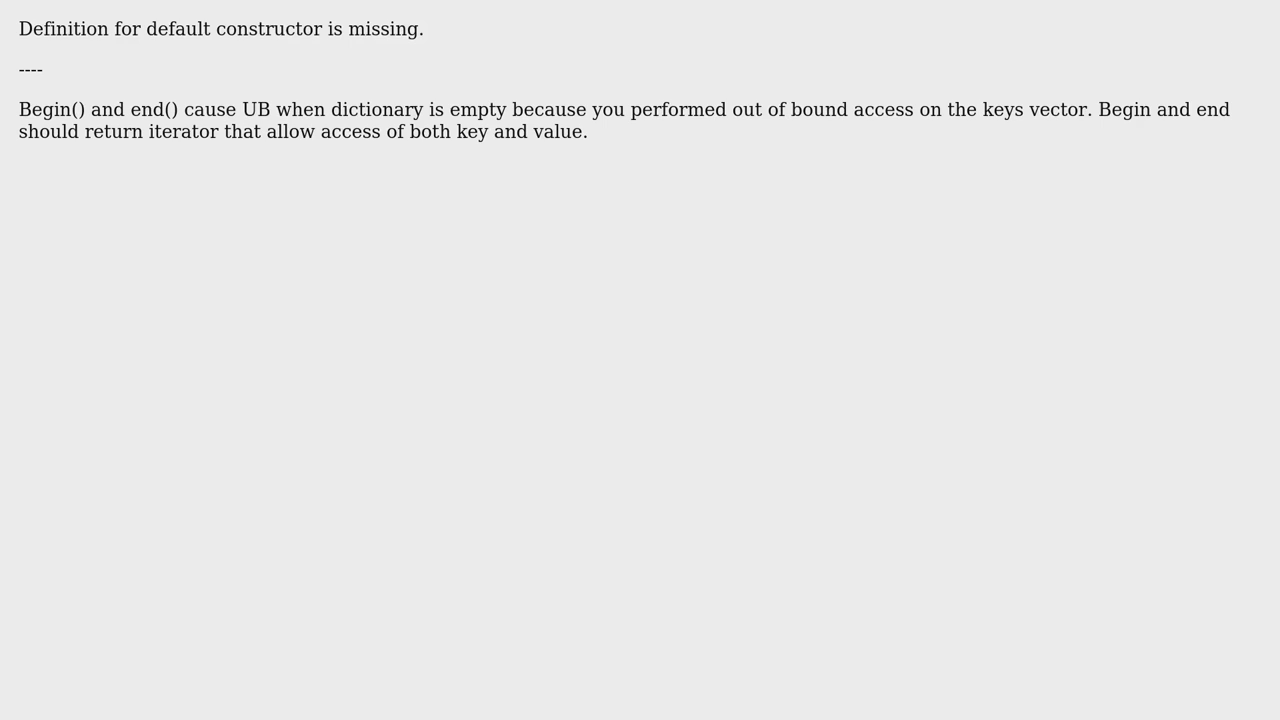 Definition for default constructor is missing.
----
Begin() and end() cause UB when dictionary is empty because you performed out of bound access on the keys vector. Begin and end
should return iterator that allow access of both key and value.